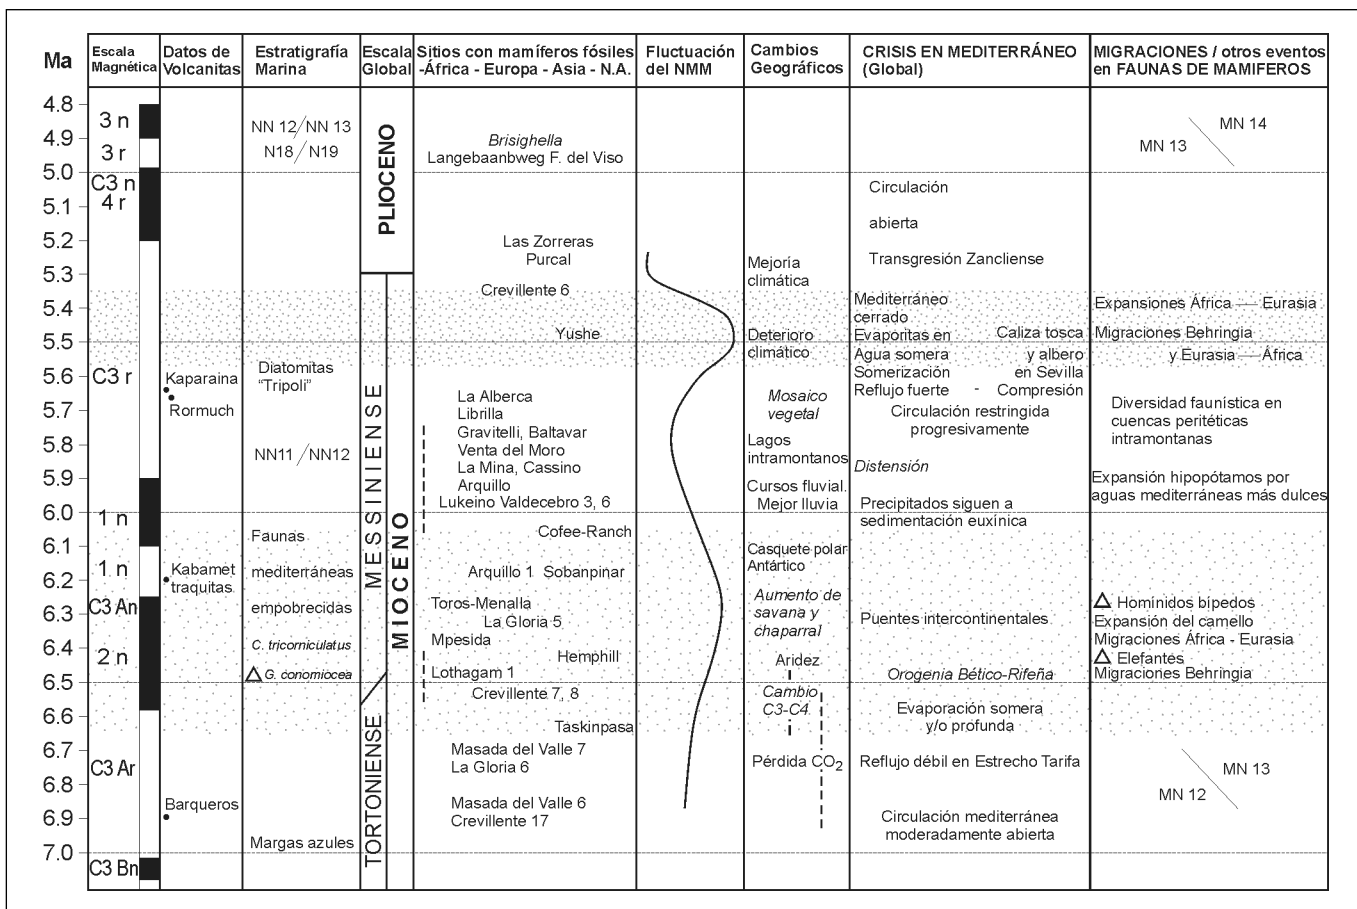 Ma
Escala
Magnética
Datos de
Volcanitas
Estratigrafía
Marina
Escala
Global
Sitios con mamíferos fósiles
-África - Europa - Asia - N.A.
Fluctuación
del NMM
Cambios
Geográficos
CRISIS EN MEDITERRÁNEO
(Global)
MIGRACIONES / otros eventos
en FAUNAS DE MAMIFEROS
4.8
4.9
5.0
5.1
5.2
5.3
5.4
5.5
5.6
5.7
5.8
5.9
6.0
6.1
6.2
6.3
6.4
6.5
6.6
6.7
6.8
6.9
7.0
3 n
3 r
C3 n
4 r
C3 r
1 n
1 n
C3 An
2 n
C3 Ar
C3 Bn
Kaparaina
Rormuch
Kabamet
traquitas
Barqueros
NN 12/NN 13
N18/N19
Diatomitas
“Tripoli”
NN11/NN12
Faunas
mediterráneas
empobrecidas
C. tricorniculatus
G. conomiocea
Margas azules
PLIOCENO
MESSINIENSE
MIOCENO
TORTONIENSE
Brisighella
Langebaanbweg F. del Viso
Las Zorreras
Purcal
Crevillente 6
Yushe
La Alberca
Librilla
Gravitelli, Baltavar
Venta del Moro
La Mina, Cassino
Arquillo
Lukeino Valdecebro 3, 6
Cofee-Ranch
Arquillo 1 Sobanpinar
Toros-Menalla
La Gloria 5
Mpesida
Hemphill
Lothagam 1
Crevillente 7, 8
Taskinpasa
Masada del Valle 7
La Gloria 6
Masada del Valle 6
Crevillente 17
Mejoría
climática
Deterioro
climático
Mosaico
vegetal
Lagos
intramontanos
Cursos fluvial.
Mejor lluvia
Casquete polar
Antártico
Aumento de
savana y
chaparral
Aridez
Cambio
C3-C4
Pérdida CO2
Circulación
abierta
Transgresión Zancliense
Mediterráneo
cerrado
Evaporitas en Caliza tosca
Agua somera y albero
Somerización en Sevilla
Reflujo fuerte - Compresión
Circulación restringida
progresivamente
Distensión
Precipitados siguen a
sedimentación euxínica
Puentes intercontinentales
Orogenia Bético-Rifeña
Evaporación somera
y/o profunda
Reflujo débil en Estrecho Tarifa
Circulación mediterránea
moderadamente abierta
MN 14
MN 13
Expansiones África — Eurasia
Migraciones Behringia
y Eurasia — África
Diversidad faunística en
cuencas peritéticas
intramontanas
Expansión hipopótamos por
aguas mediterráneas más dulces
Homínidos bípedos
Expansión del camello
Migraciones África - Eurasia
Elefantes
Migraciones Behringia
MN 13
MN 12